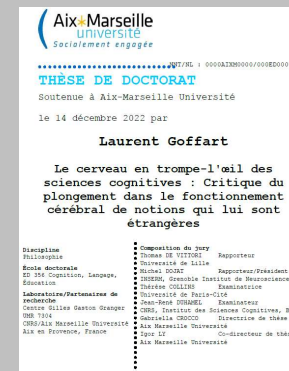 Aix*Marseille
université
Socialement engagée
NNT/NL : 0000AIXM0000/000ED000
THÈSE DE DOCTORAT
Soutenue à Aix-Marseille Université
le 14 décembre 2022 par
Laurent Goffart
Le cerveau en trompe-l'œil des
sciences cognitives : Critique du
plongement dans le fonctionnement
cérébral de notions qui lui sont
étrangères
Discipline
Philosophie
École doctorale
ED 356 Cognition, Langage,
Éducation
Laboratoire/Partenaires de
recherche
Centre Gilles Gaston Granger
UMR 7304
CNRS/Aix Marseille Université
Aix en Provence, France
Composition du jury
Thomas DE VITTORI Rapporteur
Université de Lille
Michel DOJAT Rapporteur/Président
INSERM, Grenoble Institut de Neuroscience
Thérèse COLLINS Examinatrice
Université de Paris-Cité
Jean-René DUHAMEL Examinateur
CNRS, Institut des Sciences Cognitives, B
Gabriella CROCCO Directrice de thèse
Aix Marseille Université
Igor LY Co-directeur de thè
Aix Marseille Université